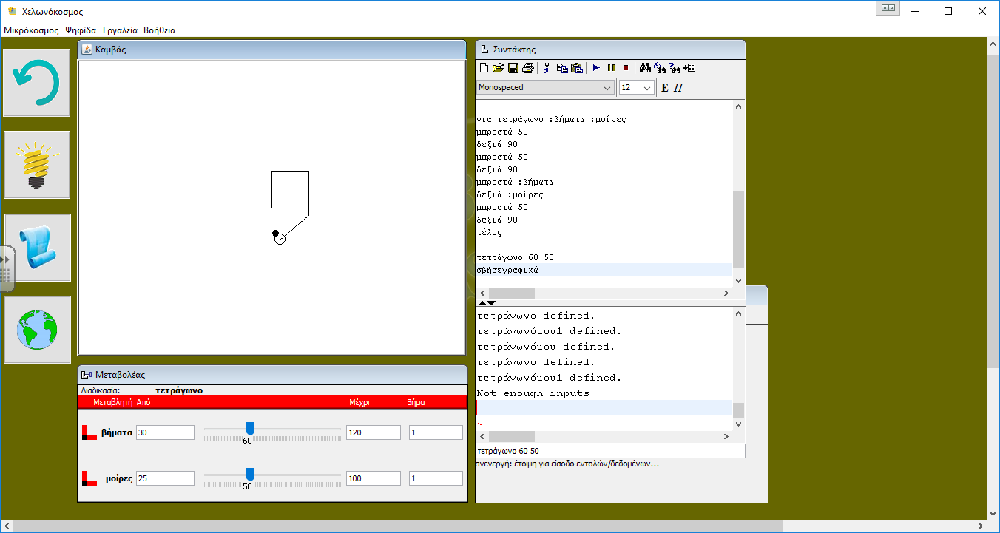 Χελωνόκοσμος
Μικρόκοσμος Ψηφίδα Εργαλεία Βοήθεια
Καμβάς
Συντάκτης
Monospaced 12 Ε Π
για τετράγωνο :βήματα :μοίρες
μπροστά 50
δεξιά 90
μπροστά 50
δεξιά 90
μπροστά :βήματα
δεξιά :μοίρες
μπροστά 50
δεξιά 90
τέλος
τετράγωνο 60 50
σβήσεγραφικά
τετράγωνο defined.
τετράγωνόμου1 defined.
τετράγωνόμου defined.
τετράγωνο defined.
τετράγωνόμου1 defined.
Not enough inputs
~
τετράγωνο 60 50
ανενεργή: έτοιμη για είσοδο εντολών/δεδομένων...
Μεταβολέας
Διαδικασία: τετράγωνο
Μεταβλητή Από Μέχρι Βήμα
βήματα 30 60 120 1
μοίρες 25 50 100 1